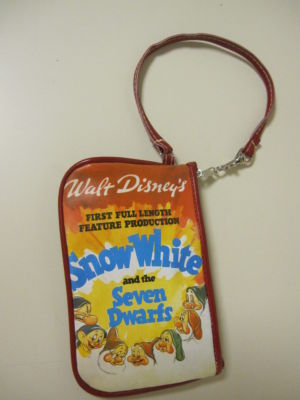 Walt Disney's
FIRST FULL LENGTH
FEATURE PRODUCTION
Snow White
and the
Seven
Dwarfs